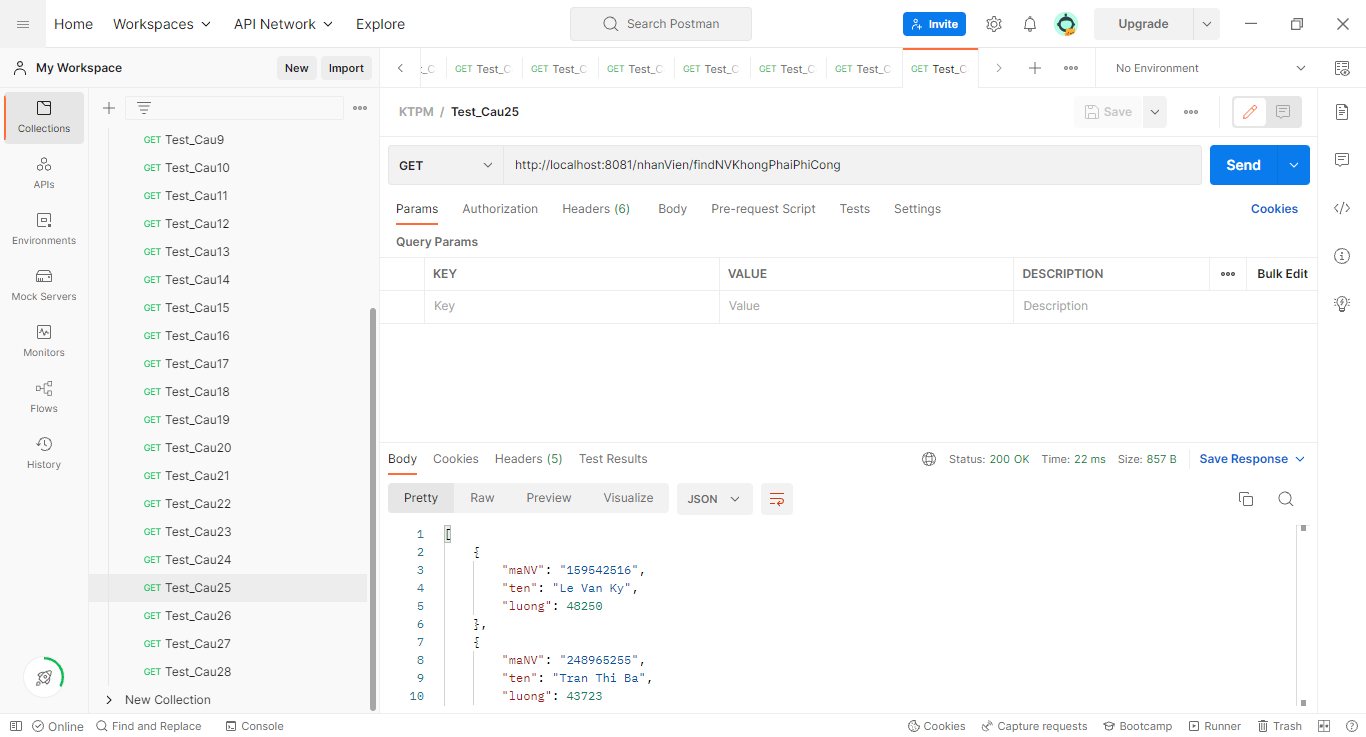 Home Workspaces API Network Explore Search Postman Invite Upgrade
My Workspace New Import
GET Test_C GET Test_C GET Test_C GET Test_C GET Test_C GET Test_C GET Test_C No Environment
Collections
APIs
Environments
Mock Servers
Monitors
Flows
History
GET Test_Cau9
GET Test_Cau10
GET Test_Cau11
GET Test_Cau12
GET Test_Cau13
GET Test_Cau14
GET Test_Cau15
GET Test_Cau16
GET Test_Cau17
GET Test_Cau18
GET Test_Cau19
GET Test_Cau20
GET Test_Cau21
GET Test_Cau22
GET Test_Cau23
GET Test_Cau24
GET Test_Cau25
GET Test_Cau26
GET Test_Cau27
GET Test_Cau28
New Collection
KTPM / Test_Cau25 Save
GET http://localhost:8081/nhanVien/findNVKhongPhaiPhiCong Send
Params Authorization Headers (6) Body Pre-request Script Tests Settings Cookies
Query Params
KEY VALUE DESCRIPTION Bulk Edit
Key Value Description
Body Cookies Headers (5) Test Results Status: 200 OK Time: 22 ms Size: 857 B Save Response
Pretty Raw Preview Visualize JSON
1 [
2 {
3 "maNV": "159542516",
4 "ten": "Le Van Ky",
5 "luong": 48250
6 },
7 {
8 "maNV": "248965255",
9 "ten": "Tran Thi Ba",
10 "luong": 43723
Online Find and Replace Console Cookies Capture requests Bootcamp Runner Trash